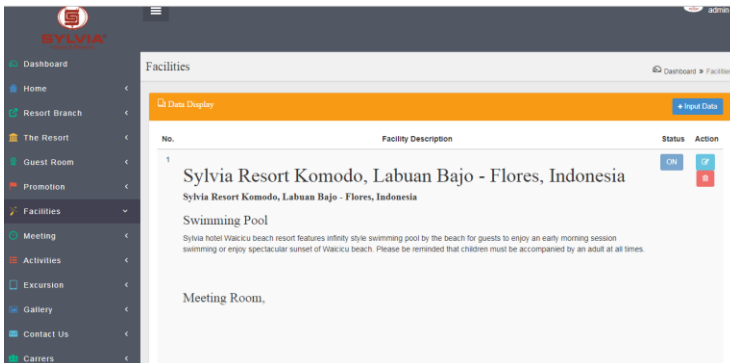 SYLVIA
admin
Dashboard
Home
Resort Branch
The Resort
Guest Room
Promotion
Facilities
Meeting
Activities
Excursion
Gallery
Contact Us
Carrers
Facilities
Dashboard » Facilities
Data Display
+ Input Data
No. Facility Description Status Action
1
Sylvia Resort Komodo, Labuan Bajo - Flores, Indonesia
ON
Sylvia Resort Komodo, Labuan Bajo - Flores, Indonesia
Swimming Pool
Sylvia hotel Waicicu beach resort features infinity style swimming pool by the beach for guests to enjoy an early morning session
swimming or enjoy spectacular sunset of Waicicu beach. Please be reminded that children must be accompanied by an adult at all times.
Meeting Room,